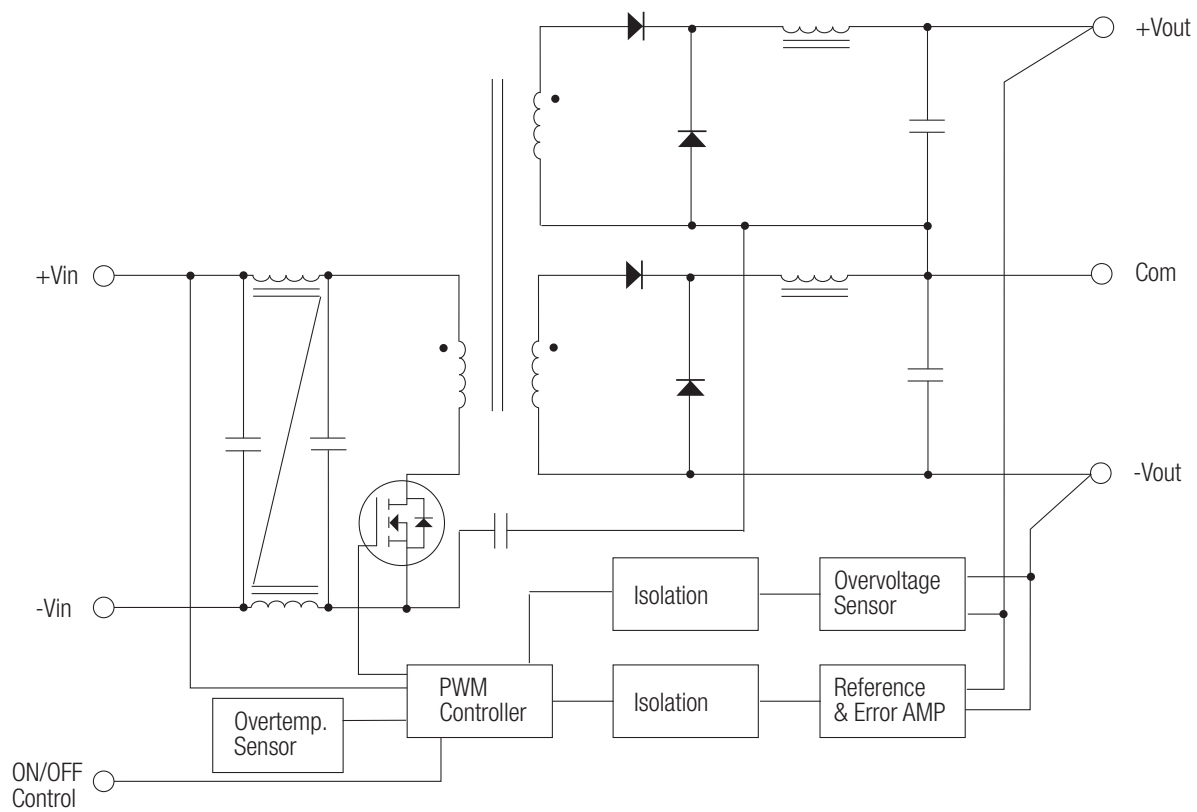 +Vout
+Vin
Com
-Vout
-Vin
Isolation
Overvoltage
Sensor
PWM
Controller
Isolation
Reference
& Error AMP
Overtemp.
Sensor
ON/OFF
Control